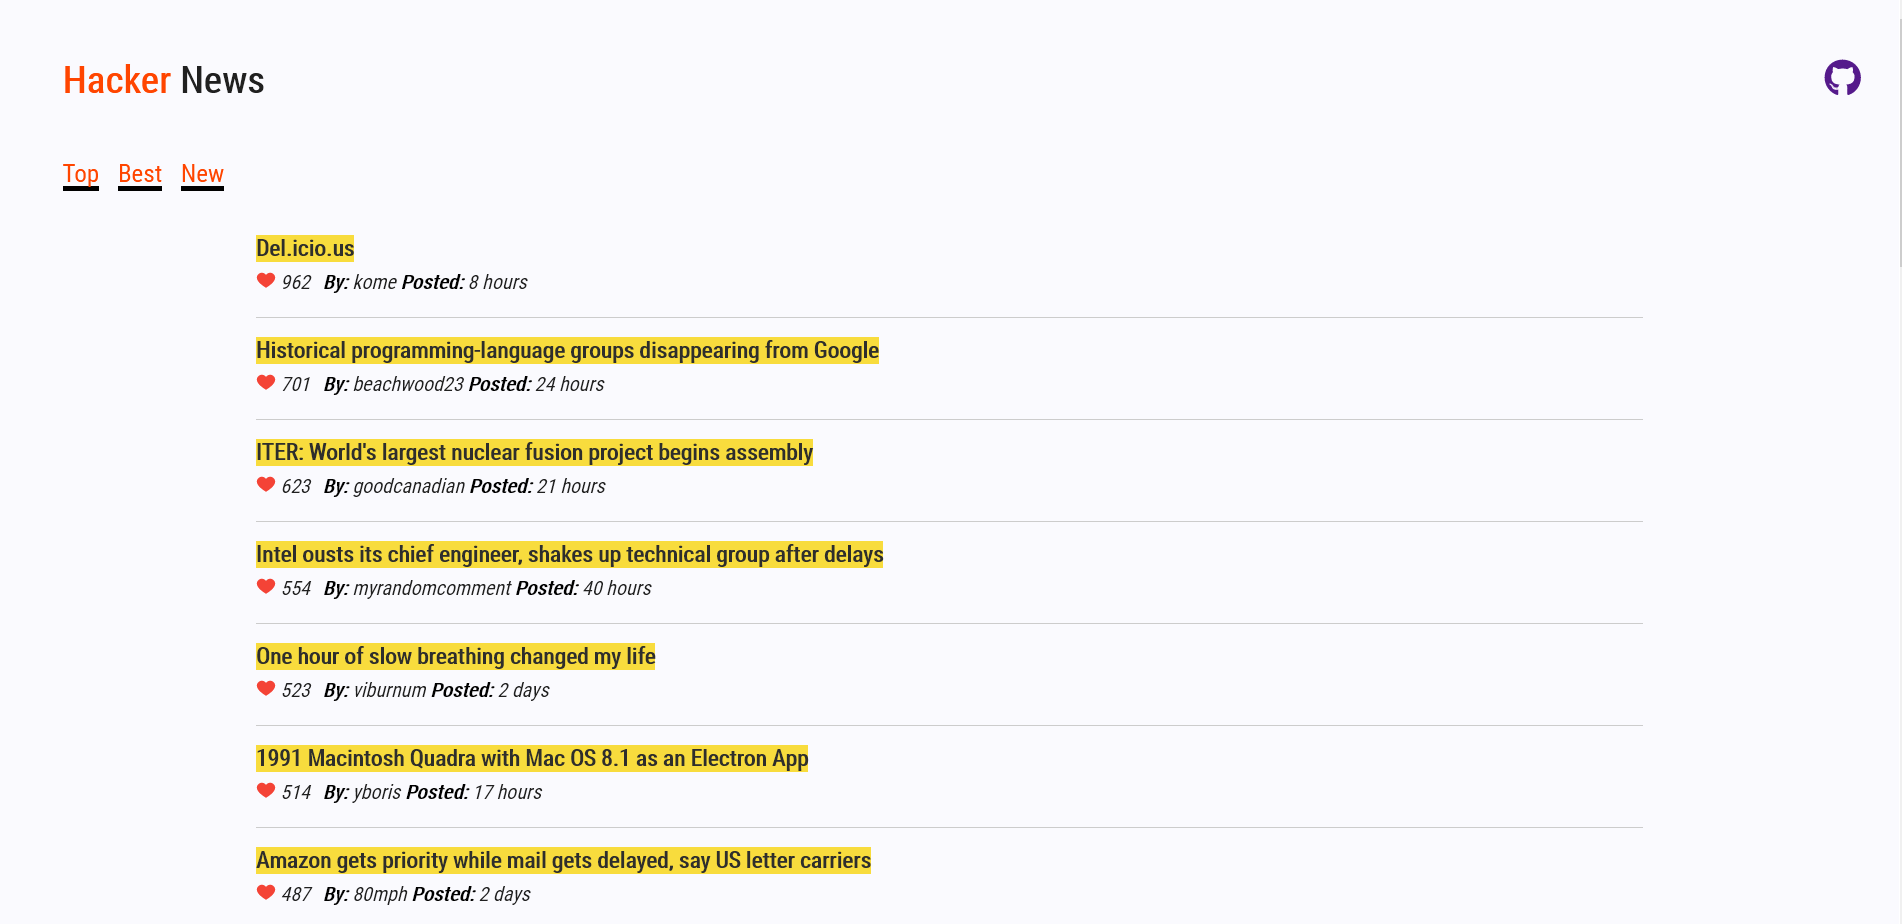 Hacker News
Top Best New
Del.icio.us
962 By: kome Posted: 8 hours
Historical programming-language groups disappearing from Google
701 By: beachwood23 Posted: 24 hours
ITER: World's largest nuclear fusion project begins assembly
623 By: goodcanadian Posted: 21 hours
Intel ousts its chief engineer, shakes up technical group after delays
554 By: myrandomcomment Posted: 40 hours
One hour of slow breathing changed my life
523 By: viburnum Posted: 2 days
1991 Macintosh Quadra with Mac OS 8.1 as an Electron App
514 By: yboris Posted: 17 hours
Amazon gets priority while mail gets delayed, say US letter carriers
487 By: 80mph Posted: 2 days